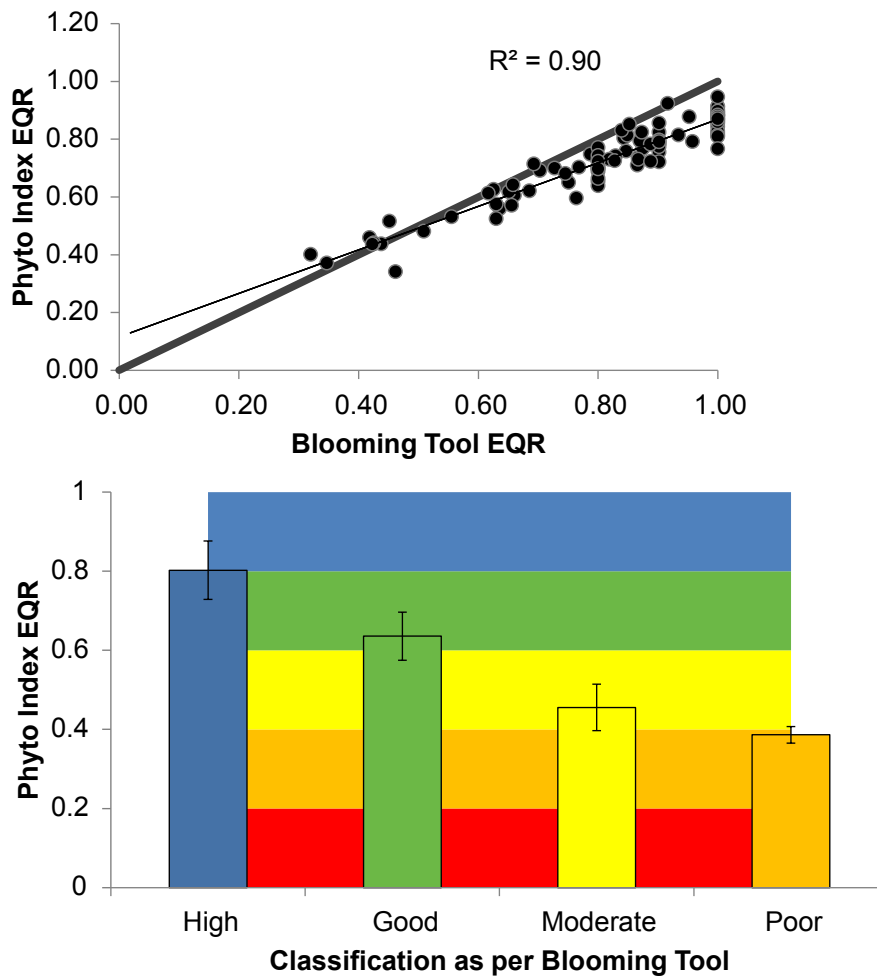 1.20
1.00
0.80
0.60
0.40
0.20
0.00
Phyto Index EQR
R² = 0.90
0.00 0.20 0.40 0.60 0.80 1.00
Blooming Tool EQR
1
0.8
0.6
0.4
0.2
0
Phyto Index EQR
High Good Moderate Poor
Classification as per Blooming Tool